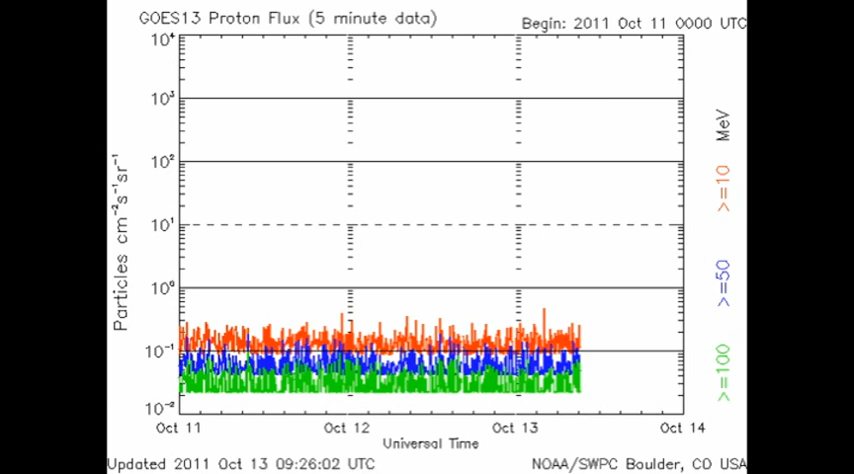 GOES13 Proton Flux (5 minute data)
Begin: 2011 Oct 11 0000 UTC
10⁴
10³
10²
10¹
10⁰
10⁻¹
10⁻²
Particles cm⁻²s⁻¹sr⁻¹
MeV
>=10
>=50
>=100
Oct 11
Oct 12
Oct 13
Oct 14
Universal Time
Updated 2011 Oct 13 09:26:02 UTC
NOAA/SWPC Boulder, CO USA